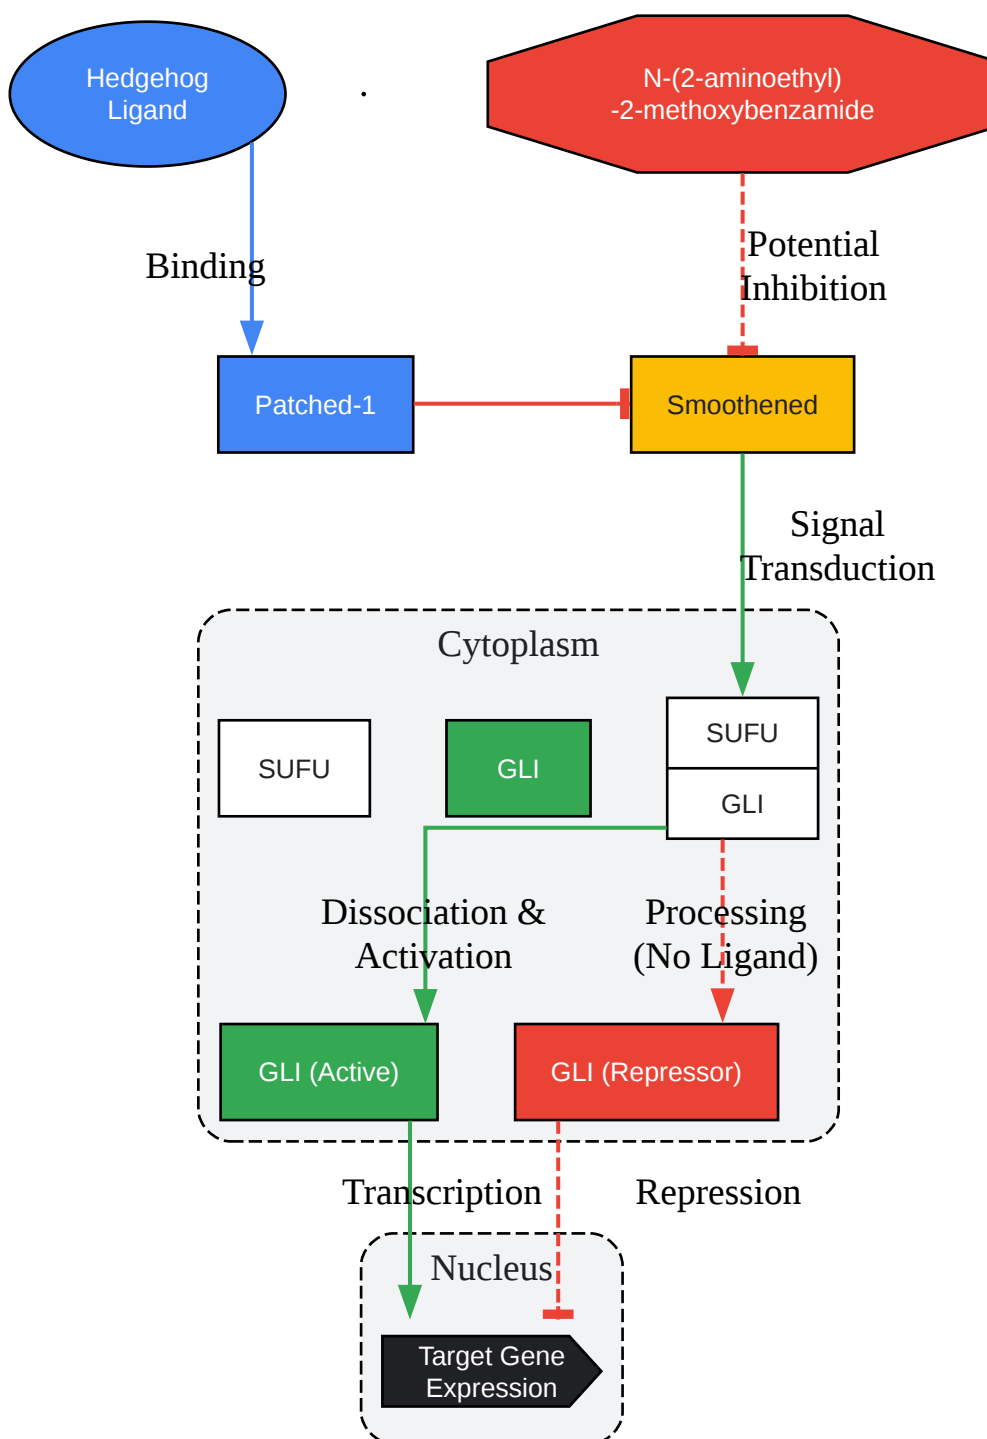 Hedgehog
Ligand
N-(2-aminoethyl)
-2-methoxybenzamide
Binding
Potential
Inhibition
Patched-1
Smoothened
Signal
Transduction
Cytoplasm
SUFU
GLI
SUFU
GLI
Dissociation &
Activation
Processing
(No Ligand)
GLI (Active)
GLI (Repressor)
Transcription
Repression
Nucleus
Target Gene
Expression